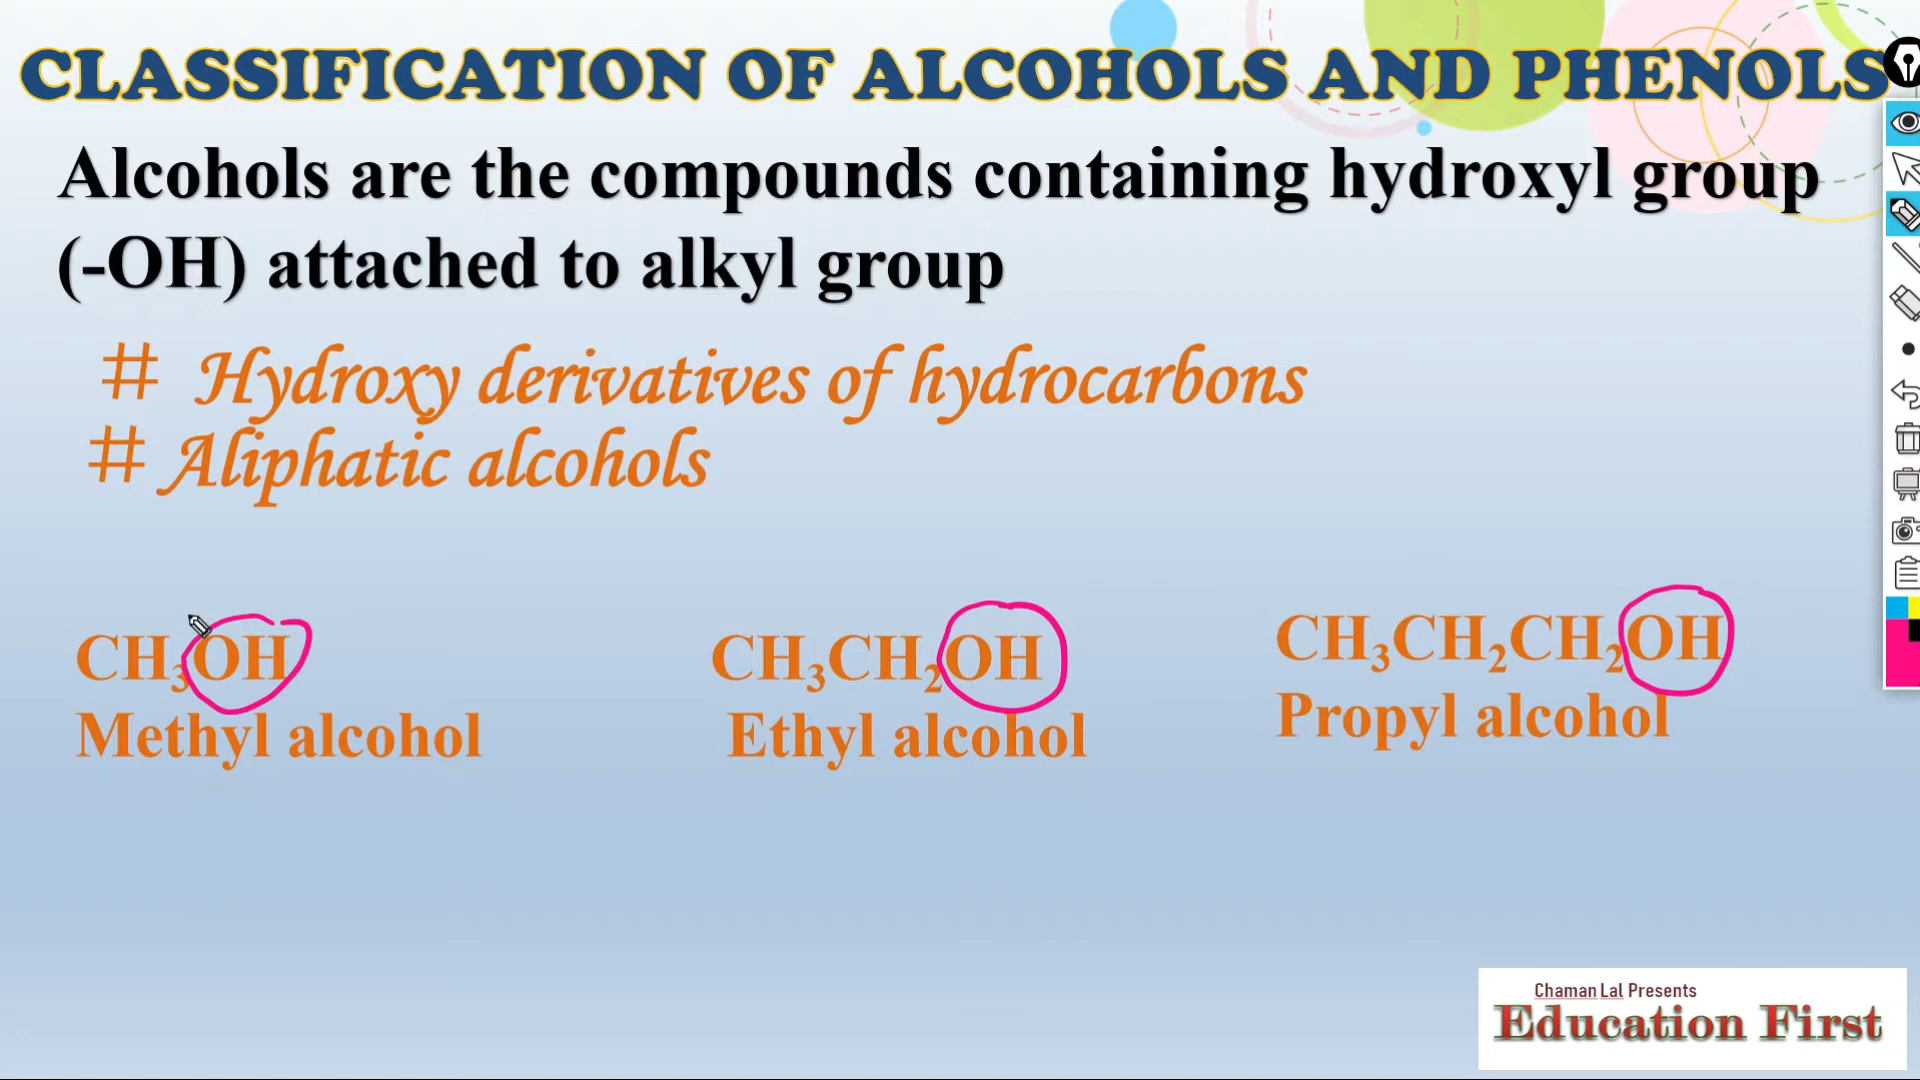 CLASSIFICATION OF ALCOHOLS AND PHENOLS
Alcohols are the compounds containing hydroxyl group
(-OH) attached to alkyl group
# Hydroxy derivatives of hydrocarbons
# Aliphatic alcohols
CH₃OH CH₃CH₂OH CH₃CH₂CH₂OH
Methyl alcohol Ethyl alcohol Propyl alcohol
Chaman Lal Presents
Education First